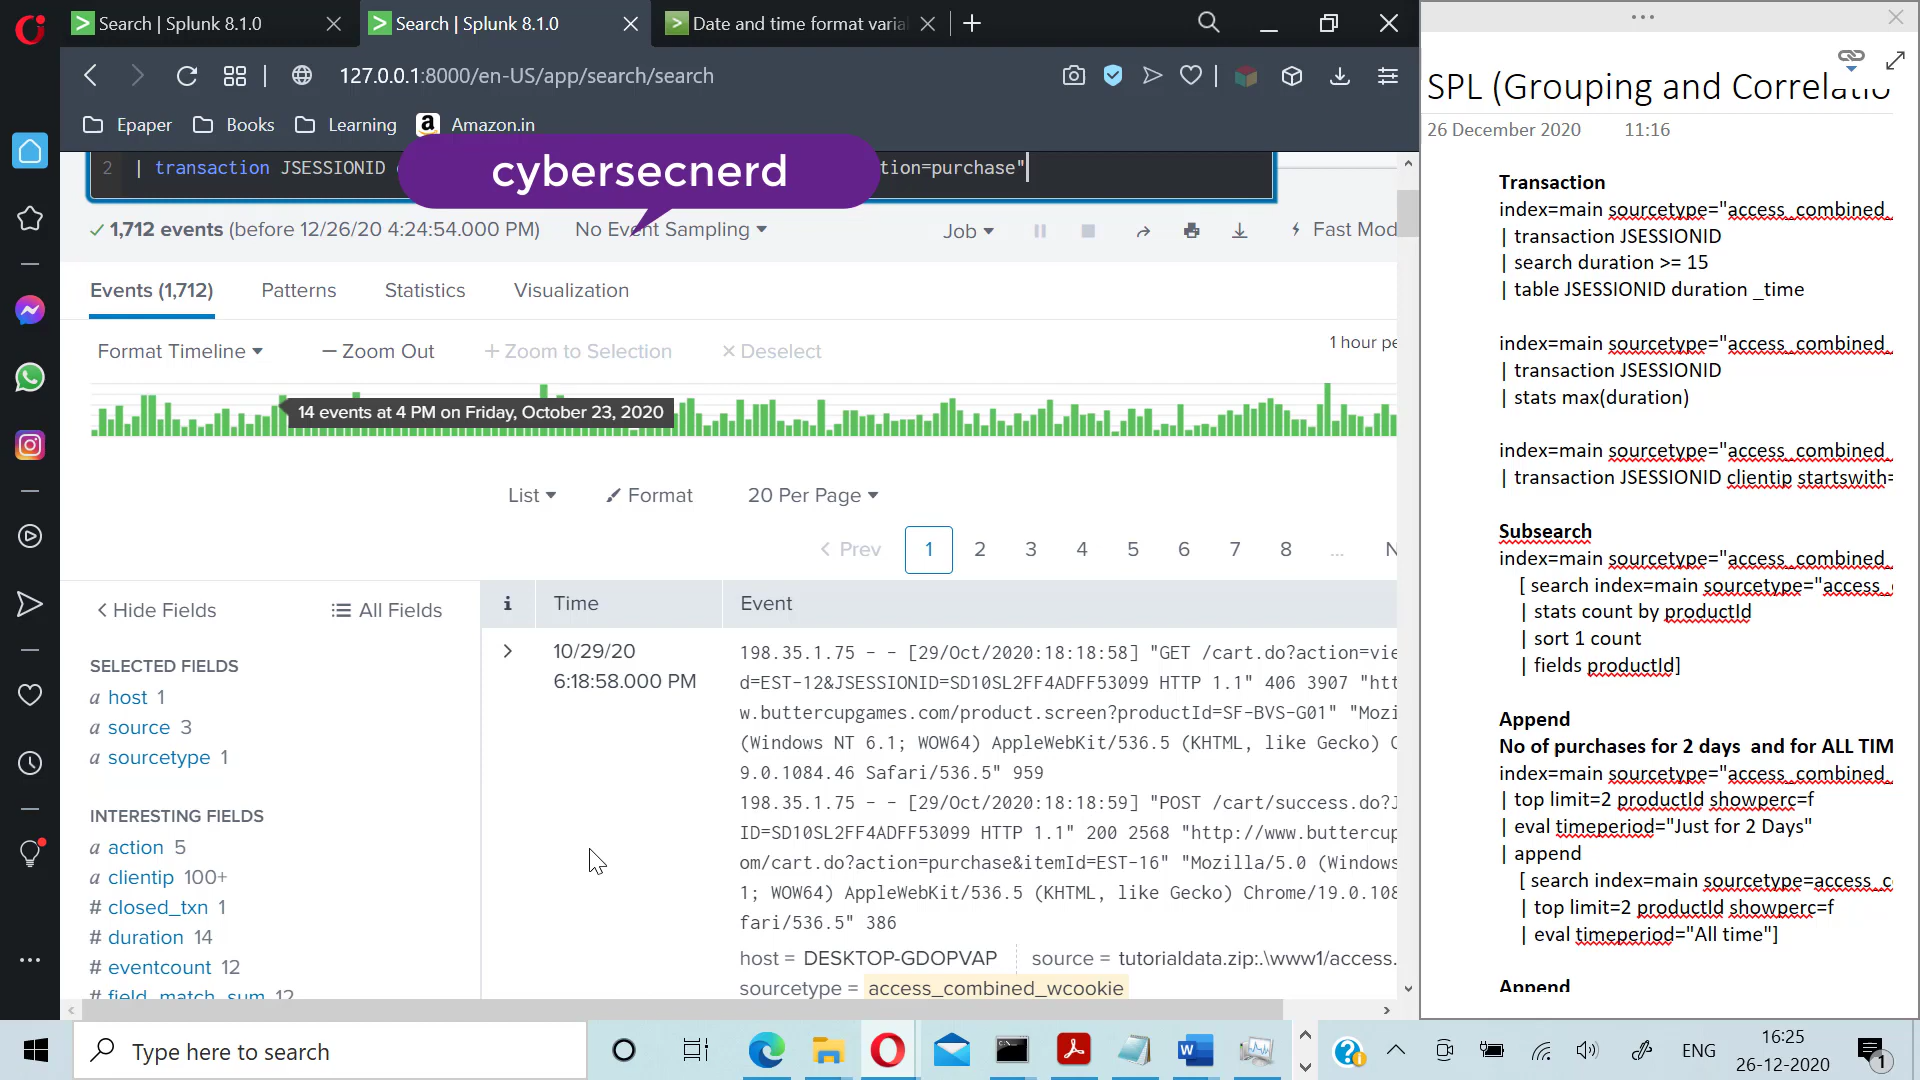 Search | Splunk 8.1.0
Search | Splunk 8.1.0
Date and time format varia
127.0.0.1:8000/en-US/app/search/search
Epaper
Books
Learning
Amazon.in
cybersecnerd
2 | transaction JSESSIONID tion=purchase"
1,712 events (before 12/26/20 4:24:54.000 PM)
No Event Sampling
Job
Fast Mod
Events (1,712)
Patterns
Statistics
Visualization
Format Timeline
— Zoom Out
+ Zoom to Selection
× Deselect
1 hour pe
14 events at 4 PM on Friday, October 23, 2020
List
Format
20 Per Page
< Prev
1 2 3 4 5 6 7 8 ... N
< Hide Fields
All Fields
i Time Event
SELECTED FIELDS
a host 1
a source 3
a sourcetype 1
INTERESTING FIELDS
a action 5
a clientip 100+
# closed_txn 1
# duration 14
# eventcount 12
# field_match_sum 12
10/29/20
6:18:58.000 PM
198.35.1.75 - - [29/Oct/2020:18:18:58] "GET /cart.do?action=vie
d=EST-12&JSESSIONID=SD10SL2FF4ADFF53099 HTTP 1.1" 406 3907 "htt
w.buttercupgames.com/product.screen?productId=SF-BVS-G01" "Mozi
(Windows NT 6.1; WOW64) AppleWebKit/536.5 (KHTML, like Gecko) C
9.0.1084.46 Safari/536.5" 959
198.35.1.75 - - [29/Oct/2020:18:18:59] "POST /cart/success.do?J
ID=SD10SL2FF4ADFF53099 HTTP 1.1" 200 2568 "http://www.buttercup
om/cart.do?action=purchase&itemId=EST-16" "Mozilla/5.0 (Windows
1; WOW64) AppleWebKit/536.5 (KHTML, like Gecko) Chrome/19.0.108
fari/536.5" 386
host = DESKTOP-GDOPVAP
source = tutorialdata.zip:.\www1/access.
sourcetype = access_combined_wcookie
SPL (Grouping and Correlatio
26 December 2020 11:16
Transaction
index=main sourcetype="access_combined_
| transaction JSESSIONID
| search duration >= 15
| table JSESSIONID duration _time
index=main sourcetype="access_combined_
| transaction JSESSIONID
| stats max(duration)
index=main sourcetype="access_combined_
| transaction JSESSIONID clientip startswith=
Subsearch
index=main sourcetype="access_combined_
[ search index=main sourcetype="access_c
| stats count by productId
| sort 1 count
| fields productId]
Append
No of purchases for 2 days and for ALL TIM
index=main sourcetype="access_combined_
| top limit=2 productId showperc=f
| eval timeperiod="Just for 2 Days"
| append
[ search index=main sourcetype=access_c
| top limit=2 productId showperc=f
| eval timeperiod="All time"]
Append
Type here to search
ENG
16:25
26-12-2020
1